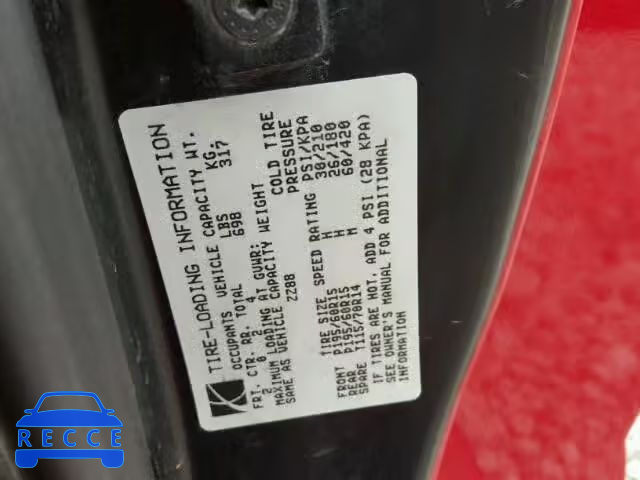 TIRE-LOADING INFORMATION
OCCUPANTS VEHICLE CAPACITY WT.
FRT. CTR. RR. TOTAL LBS KG.
2 0 2 4 698 317
MAXIMUM LOADING AT GVWR:
SAME AS VEHICLE CAPACITY WEIGHT
ZZ88
COLD TIRE
PRESSURE
TIRE SIZE SPEED RATING PSI/KPA
FRONT P195/60R15 H 30/210
REAR P195/60R15 H 26/180
SPARE T115/70R14 M 60/420
IF TIRES ARE HOT, ADD 4 PSI (28 KPA)
SEE OWNER'S MANUAL FOR ADDITIONAL
INFORMATION
RECCE